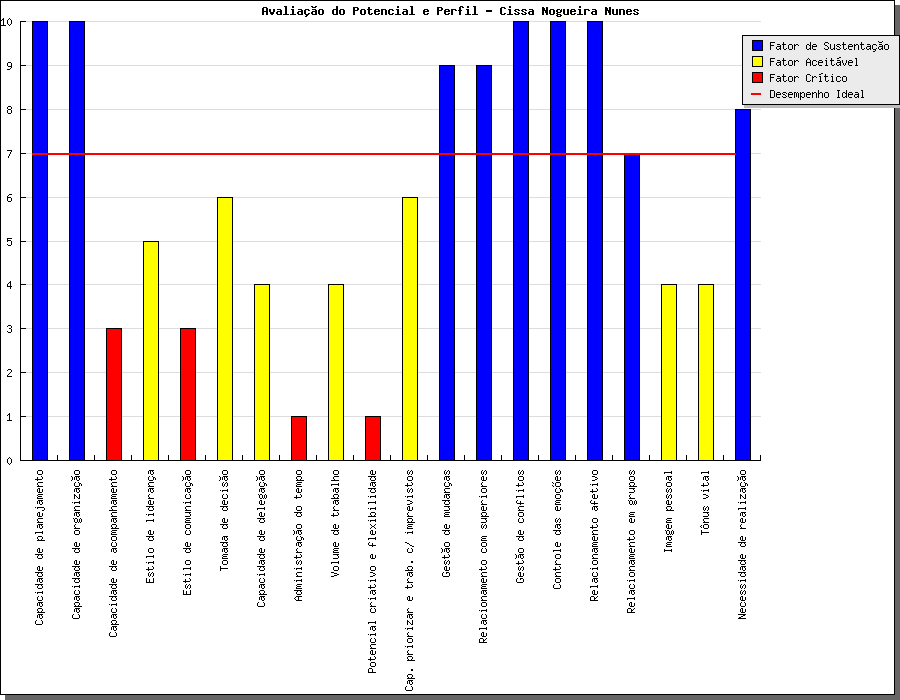 Avaliação do Potencial e Perfil - Cissa Nogueira Nunes
10
9
8
7
6
5
4
3
2
1
0
Fator de Sustentação
Fator Aceitável
Fator Crítico
Desempenho Ideal
Capacidade de planejamento
Capacidade de organização
Capacidade de acompanhamento
Estilo de liderança
Estilo de comunicação
Tomada de decisão
Capacidade de delegação
Administração do tempo
Volume de trabalho
Potencial criativo e flexibilidade
Cap. priorizar e trab. c/ imprevistos
Gestão de mudanças
Relacionamento com superiores
Gestão de conflitos
Controle das emoções
Relacionamento afetivo
Relacionamento em grupos
Imagem pessoal
Tônus vital
Necessidade de realização